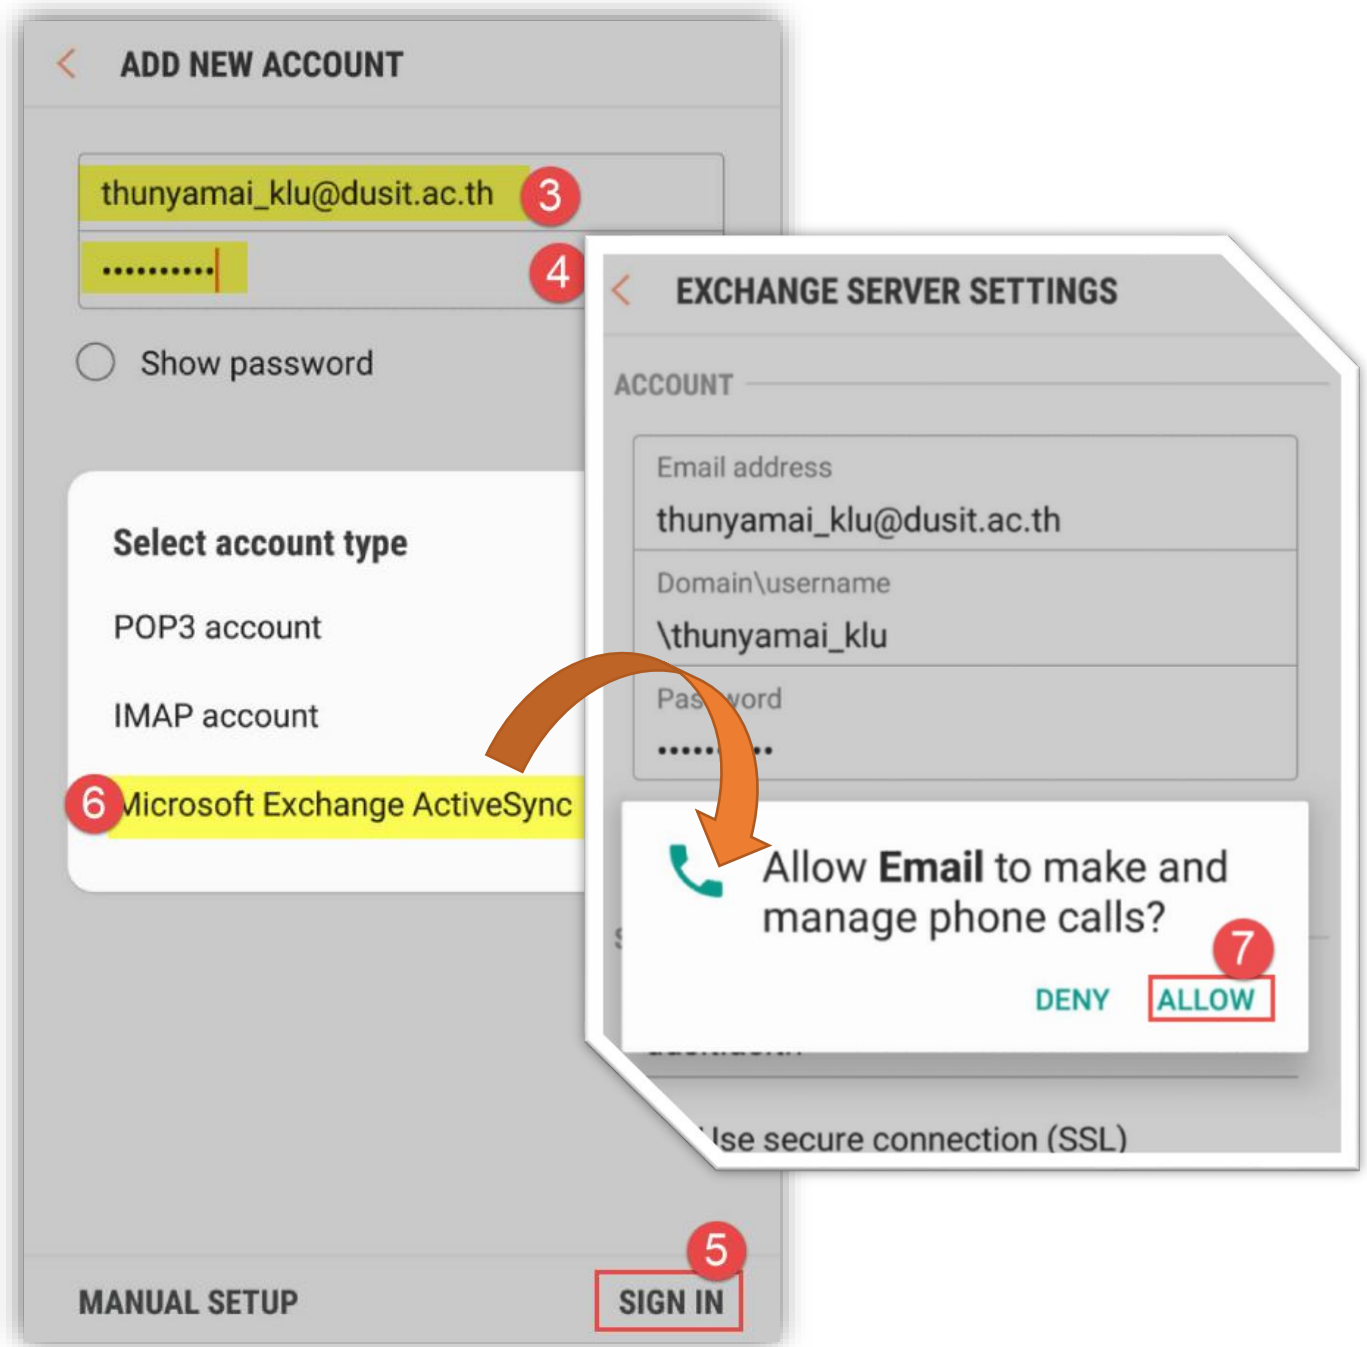 ADD NEW ACCOUNT
thunyamai_klu@dusit.ac.th 3
•••••••••• 4
Show password
Select account type
POP3 account
IMAP account
6 Microsoft Exchange ActiveSync
MANUAL SETUP
5
SIGN IN
EXCHANGE SERVER SETTINGS
ACCOUNT
Email address
thunyamai_klu@dusit.ac.th
Domain\username
\thunyamai_klu
Password
••••••••••
Allow Email to make and
manage phone calls?
7
DENY ALLOW
Use secure connection (SSL)